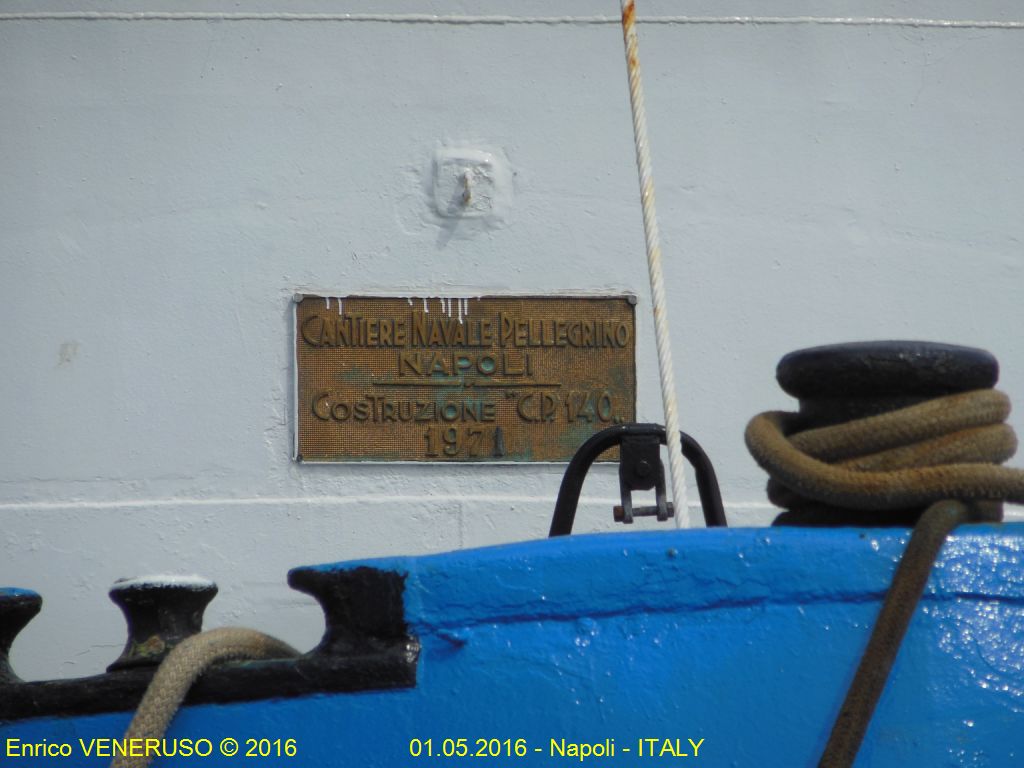 CANTIERE NAVALE PELLEGRINO
NAPOLI
COSTRUZIONE "C.P. 140"
1971
Enrico VENERUSO © 2016
01.05.2016 - Napoli - ITALY